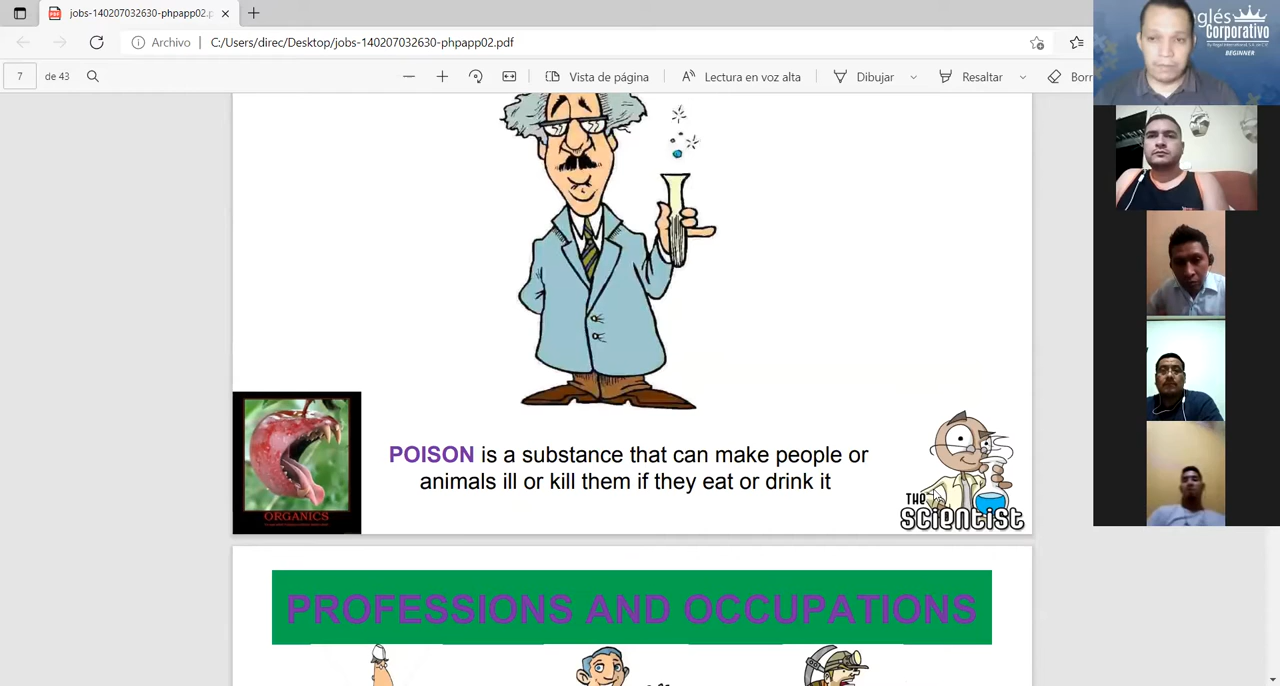 jobs-140207032630-phpapp02.p
Archivo
C:/Users/direc/Desktop/jobs-140207032630-phpapp02.pdf
7
de 43
Vista de página
Lectura en voz alta
Dibujar
Resaltar
Borr
glés
Corporativo
BEGINNER
ORGANICS
POISON is a substance that can make people or
animals ill or kill them if they eat or drink it
THE
SCIENTIST
PROFESSIONS AND OCCUPATIONS